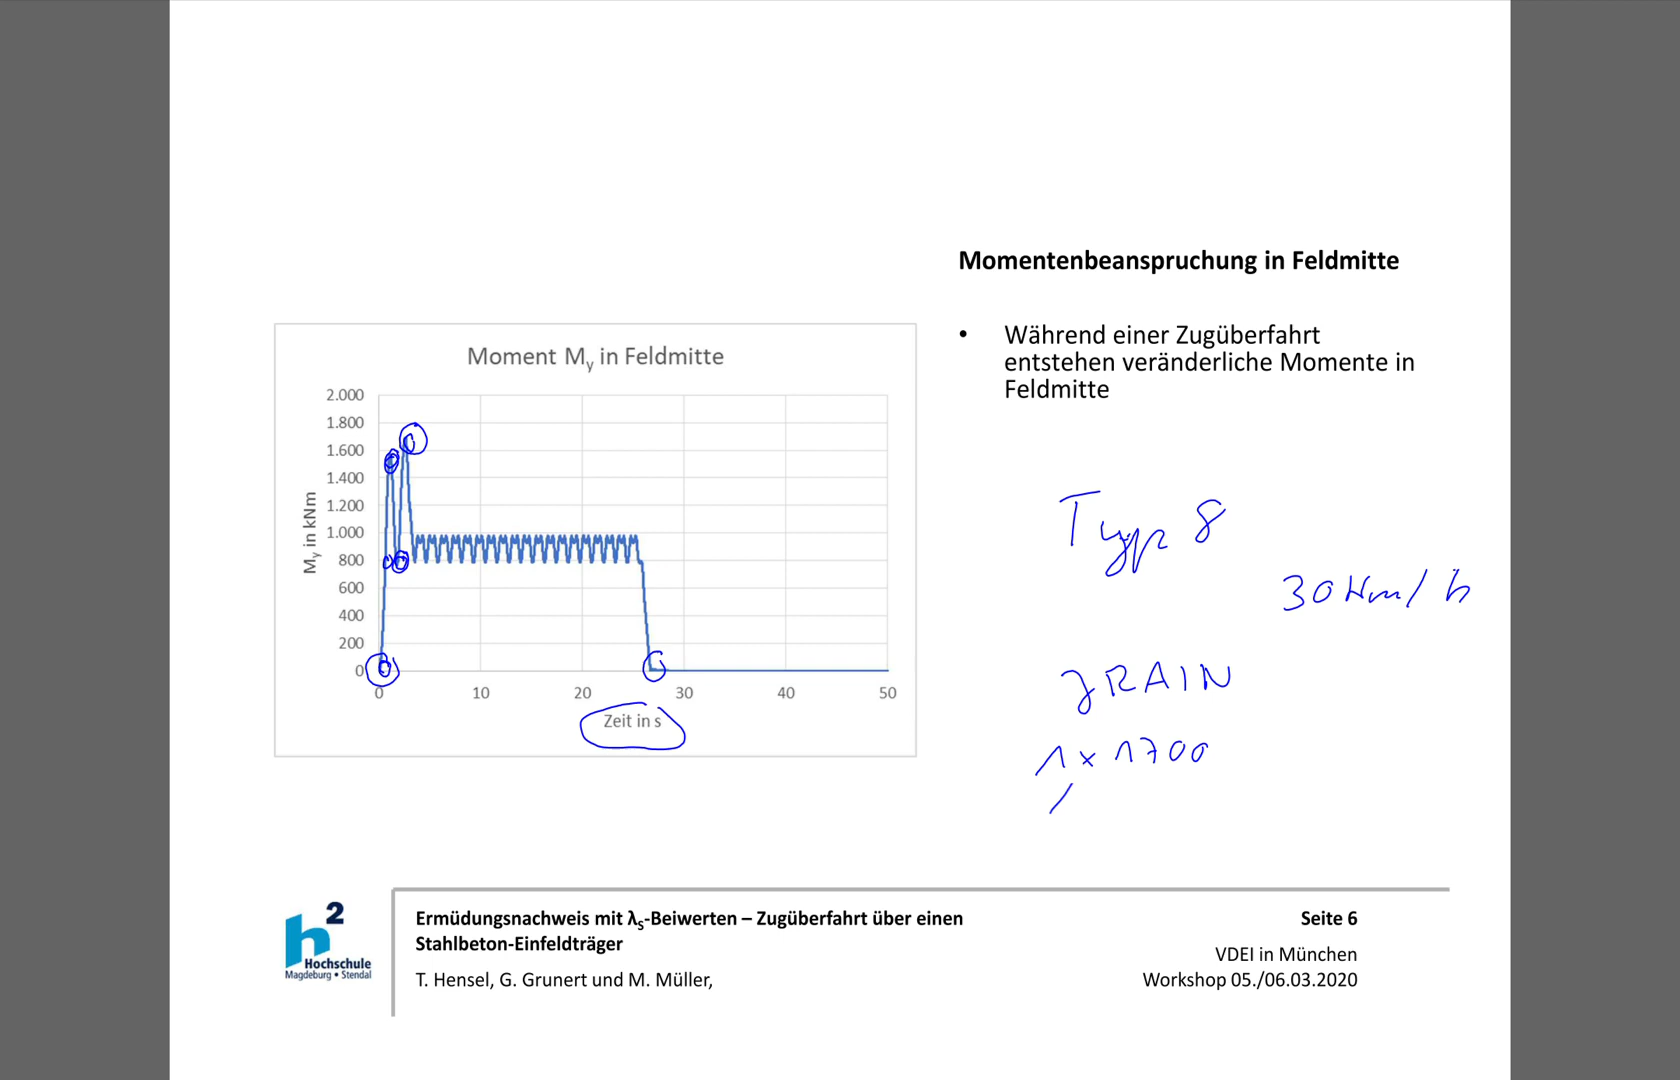 Momentenbeanspruchung in Feldmitte
• Während einer Zugüberfahrt
entstehen veränderliche Momente in
Feldmitte
Moment My in Feldmitte
My in kNm
2.000
1.800
1.600
1.400
1.200
1.000
800
600
400
200
0
0 10 20 30 40 50
Zeit in s
Typ 8
30 km/h
RAIN
1 x 1700
h2
Hochschule
Magdeburg • Stendal
Ermüdungsnachweis mit λS-Beiwerten – Zugüberfahrt über einen
Stahlbeton-Einfeldträger
T. Hensel, G. Grunert und M. Müller,
Seite 6
VDEI in München
Workshop 05./06.03.2020